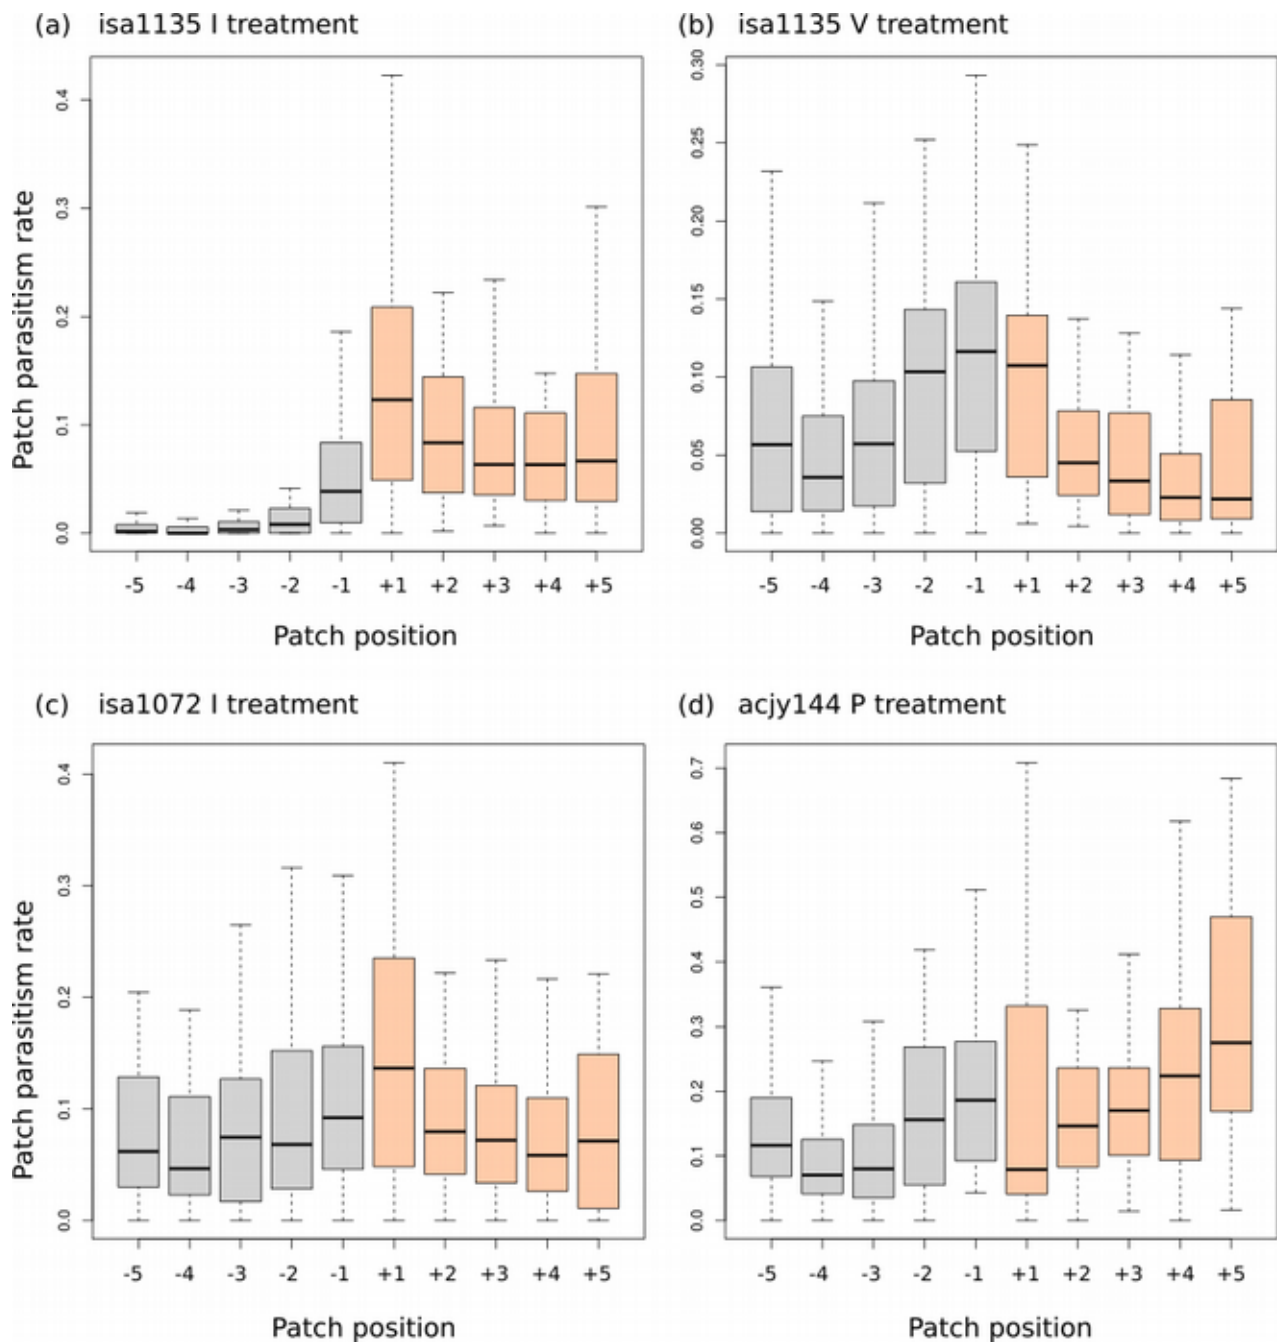 (a) isa1135 I treatment
(b) isa1135 V treatment
Patch parasitism rate
0.4
0.3
0.2
0.1
0.0
-5 -4 -3 -2 -1 +1 +2 +3 +4 +5
Patch position
0.30
0.25
0.20
0.15
0.10
0.05
0.00
-5 -4 -3 -2 -1 +1 +2 +3 +4 +5
Patch position
(c) isa1072 I treatment
(d) acjy144 P treatment
Patch parasitism rate
0.4
0.3
0.2
0.1
0.0
-5 -4 -3 -2 -1 +1 +2 +3 +4 +5
Patch position
0.7
0.6
0.5
0.4
0.3
0.2
0.1
0.0
-5 -4 -3 -2 -1 +1 +2 +3 +4 +5
Patch position